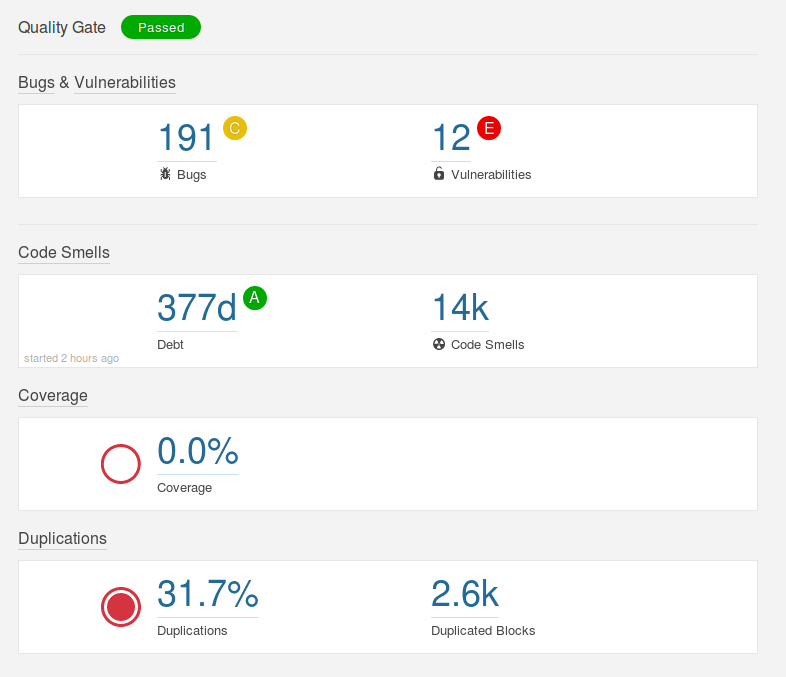 Quality Gate Passed
Bugs & Vulnerabilities
191 C 12 E
Bugs Vulnerabilities
Code Smells
377d A 14k
Debt Code Smells
started 2 hours ago
Coverage
0.0%
Coverage
Duplications
31.7% 2.6k
Duplications Duplicated Blocks